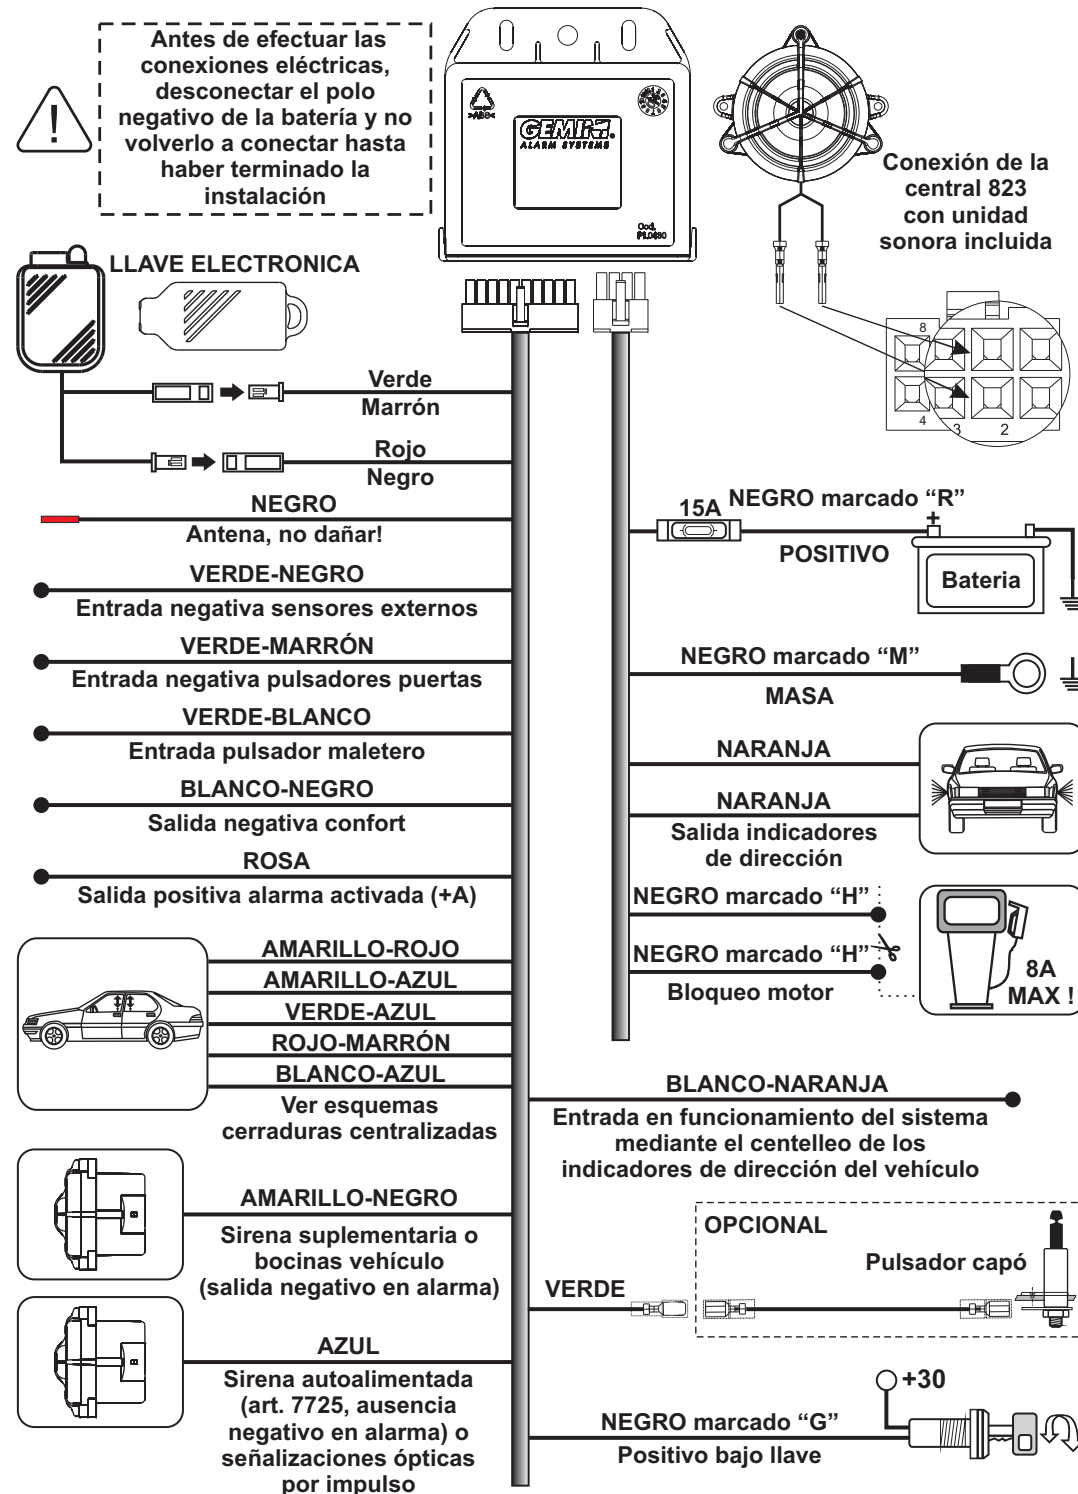 Antes de efectuar las
conexiones eléctricas,
desconectar el polo
negativo de la batería y no
volverlo a conectar hasta
haber terminado la
instalación
!
>ABS<
GEMINI.
ALARM SYSTEMS
Cod.
Conexión de la
central 823
con unidad
sonora incluida
8
4
3
2
LLAVE ELECTRONICA
Verde
Marrón
Rojo
Negro
NEGRO
Antena, no dañar!
VERDE-NEGRO
Entrada negativa sensores externos
VERDE-MARRÓN
Entrada negativa pulsadores puertas
VERDE-BLANCO
Entrada pulsador maletero
BLANCO-NEGRO
Salida negativa confort
ROSA
Salida positiva alarma activada (+A)
AMARILLO-ROJO
AMARILLO-AZUL
VERDE-AZUL
ROJO-MARRÓN
BLANCO-AZUL
Ver esquemas
cerraduras centralizadas
AMARILLO-NEGRO
Sirena suplementaria o
bocinas vehículo
(salida negativo en alarma)
AZUL
Sirena autoalimentada
(art. 7725, ausencia
negativo en alarma) o
señalizaciones ópticas
por impulso
15A
NEGRO marcado “R”
+
POSITIVO
Bateria
NEGRO marcado “M”
MASA
NARANJA
NARANJA
Salida indicadores
de dirección
NEGRO marcado “H”
NEGRO marcado “H”
Bloqueo motor
8A
MAX !
BLANCO-NARANJA
Entrada en funcionamiento del sistema
mediante el centelleo de los
indicadores de dirección del vehículo
OPCIONAL
Pulsador capó
VERDE
+30
NEGRO marcado “G”
Positivo bajo llave